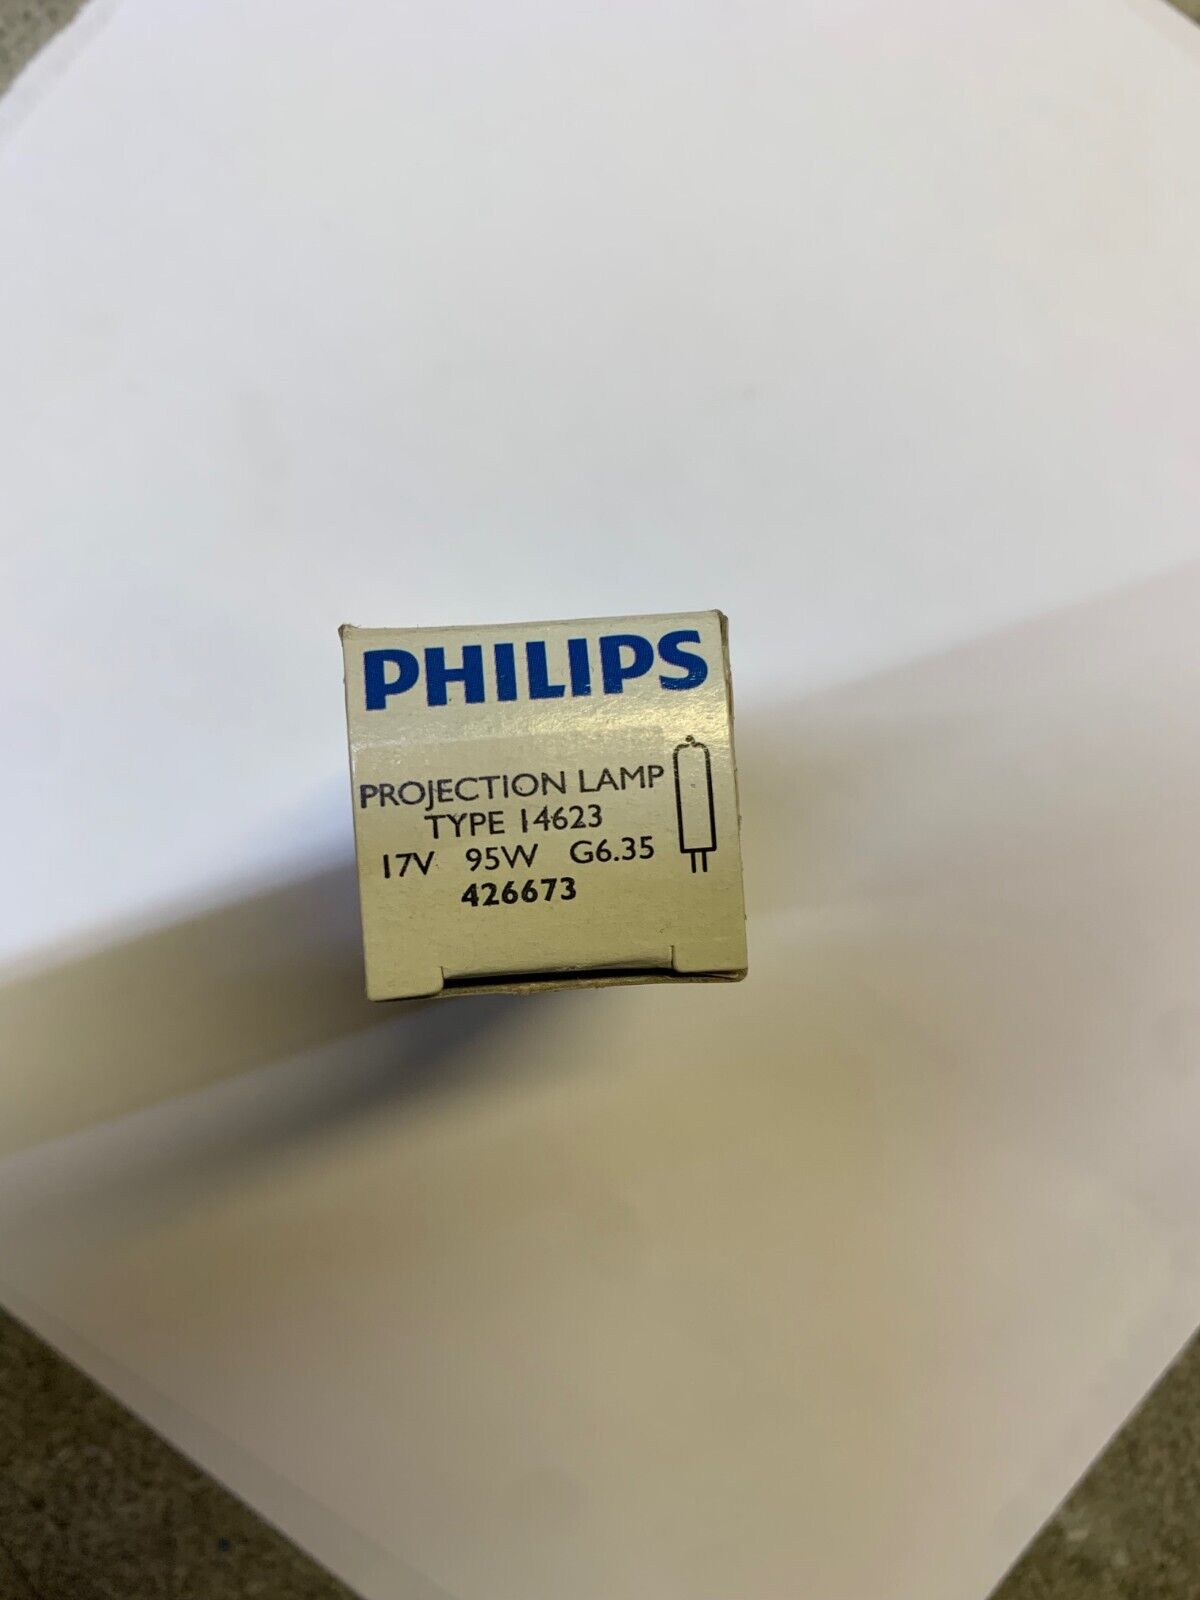 PHILIPS
PROJECTION LAMP
TYPE 14623
17V 95W G6.35
426673